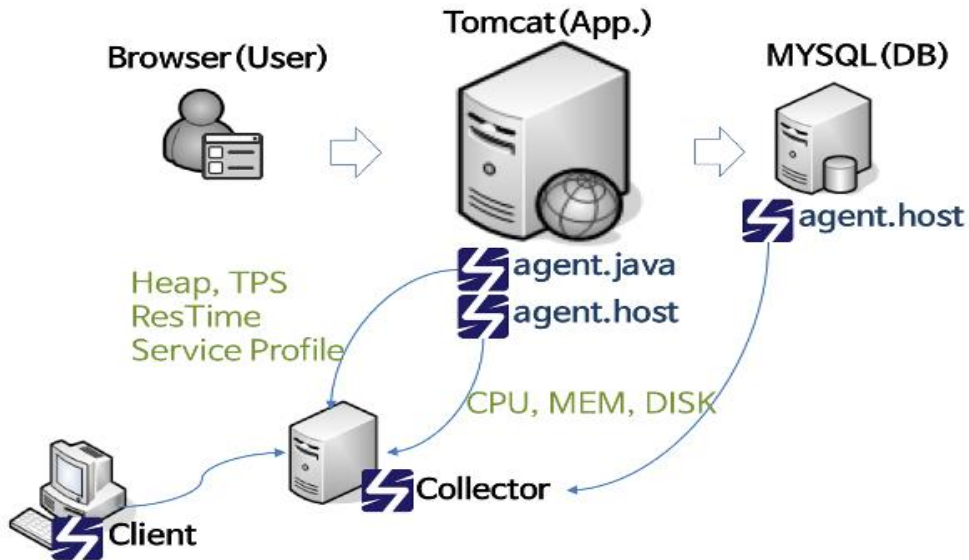 Tomcat(App.)
Browser(User)
MYSQL(DB)
agent.host
agent.java
agent.host
Heap, TPS
ResTime
Service Profile
CPU, MEM, DISK
Collector
Client